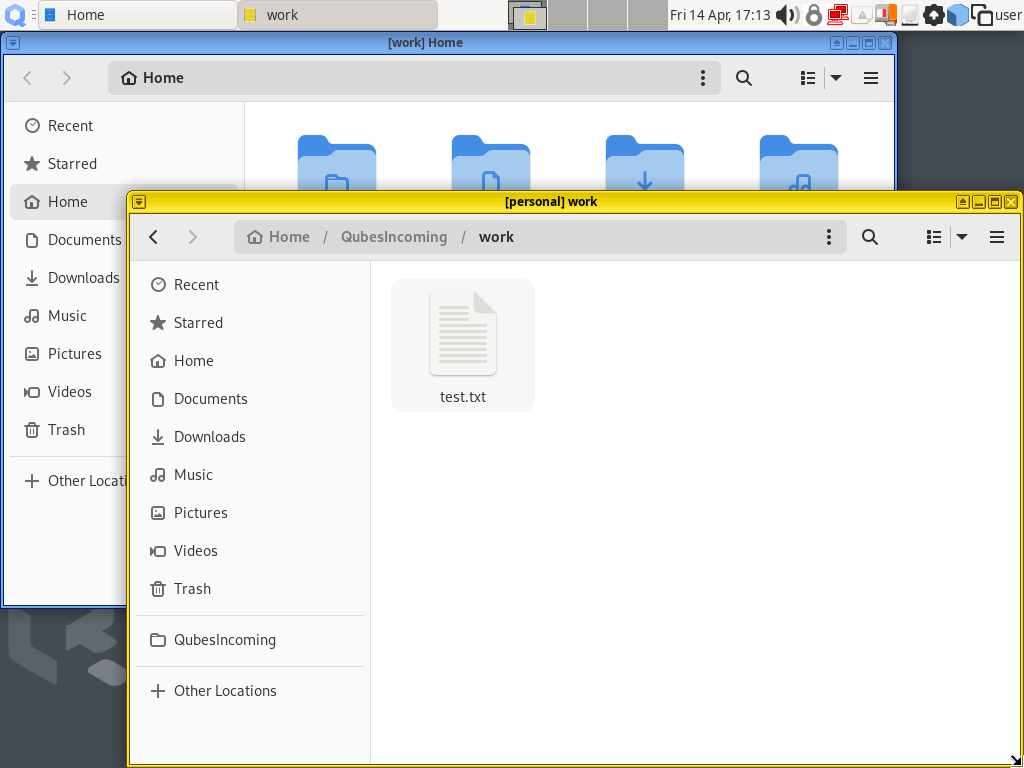 Home
work
Fri 14 Apr, 17:13
user
[work] Home
Home
Recent
Starred
Home
Documents
Downloads
Music
Pictures
Videos
Trash
Other Locati
[personal] work
Home / QubesIncoming / work
Recent
Starred
Home
Documents
Downloads
Music
Pictures
Videos
Trash
QubesIncoming
Other Locations
test.txt